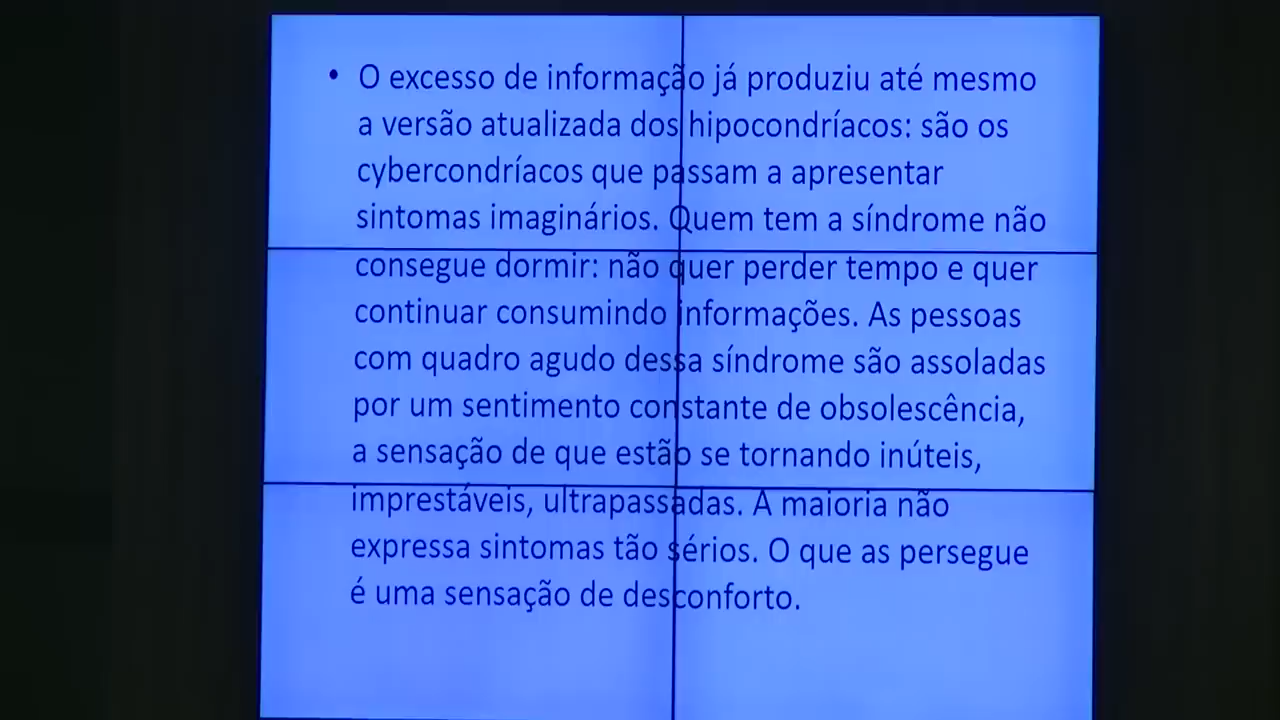 • O excesso de informação já produziu até mesmo
a versão atualizada dos hipocondríacos: são os
cybercondríacos que passam a apresentar
sintomas imaginários. Quem tem a síndrome não
consegue dormir: não quer perder tempo e quer
continuar consumindo informações. As pessoas
com quadro agudo dessa síndrome são assoladas
por um sentimento constante de obsolescência,
a sensação de que estão se tornando inúteis,
imprestáveis, ultrapassadas. A maioria não
expressa sintomas tão sérios. O que as persegue
é uma sensação de desconforto.